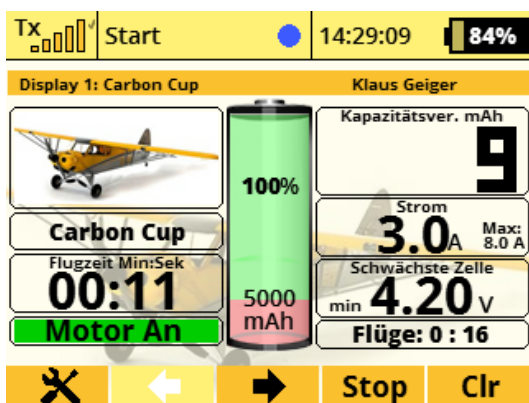 Tx Start 14:29:09 84%
Display 1: Carbon Cup Klaus Geiger
Carbon Cup
Flugzeit Min:Sek
00:11
Motor An
100%
5000
mAh
Kapazitätsver. mAh
9
Strom
3.0A Max: 8.0 A
Schwächste Zelle
min 4.20 V
Flüge: 0 : 16
Stop Clr